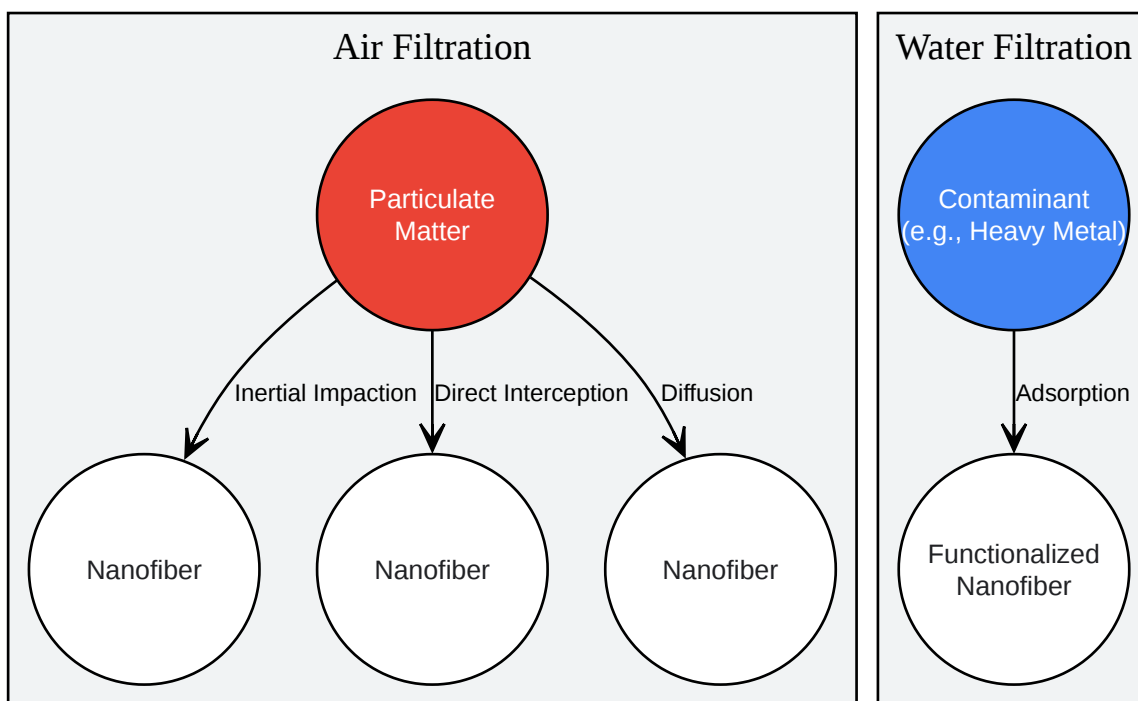 Air Filtration
Particulate
Matter
Inertial Impaction
Direct Interception
Diffusion
Nanofiber
Nanofiber
Nanofiber
Water Filtration
Contaminant
(e.g., Heavy Metal)
Adsorption
Functionalized
Nanofiber